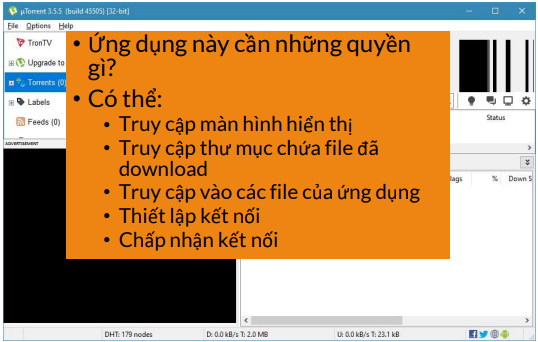 µTorrent 3.5.5 (build 45505) [32-bit]
File Options Help
TronTV
Upgrade to
Torrents (0)
Labels
Feeds (0)
ADVERTISEMENT
• Ứng dụng này cần những quyền
gì?
• Có thể:
• Truy cập màn hình hiển thị
• Truy cập thư mục chứa file đã
download
• Truy cập vào các file của ứng dụng
• Thiết lập kết nối
• Chấp nhận kết nối
Status
% Down S
DHT: 179 nodes D: 0.0 kB/s T: 2.0 MB U: 0.0 kB/s T: 23.1 kB